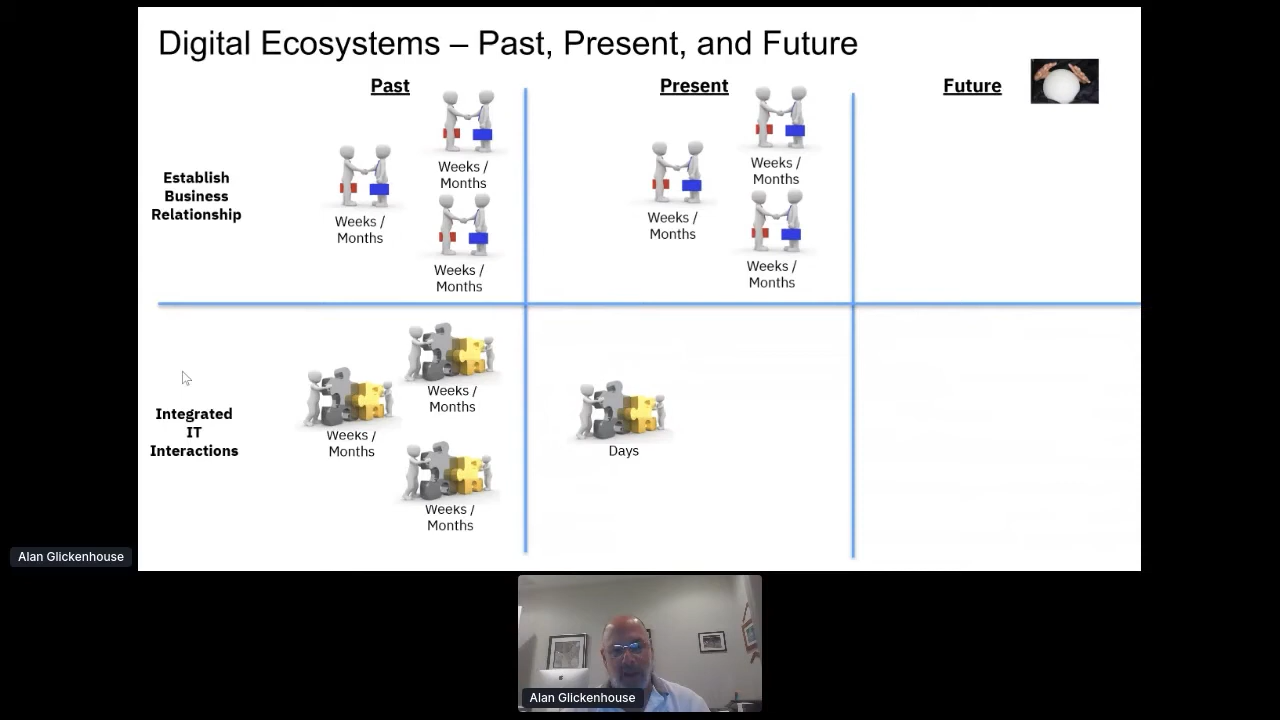 Digital Ecosystems – Past, Present, and Future
Past
Present
Future
Establish
Business
Relationship
Weeks /
Months
Weeks /
Months
Weeks /
Months
Weeks /
Months
Weeks /
Months
Weeks /
Months
Integrated
IT
Interactions
Weeks /
Months
Weeks /
Months
Weeks /
Months
Days
Alan Glickenhouse
Alan Glickenhouse